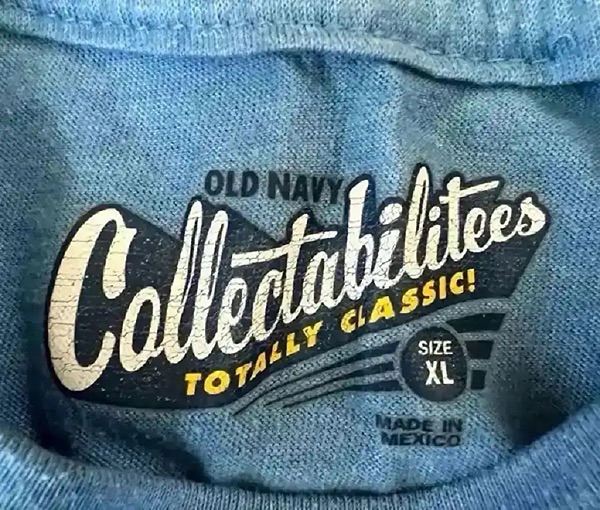 OLD NAVY
Collectabilitees
TOTALLY CLASSIC!
SIZE
XL
MADE IN
MEXICO